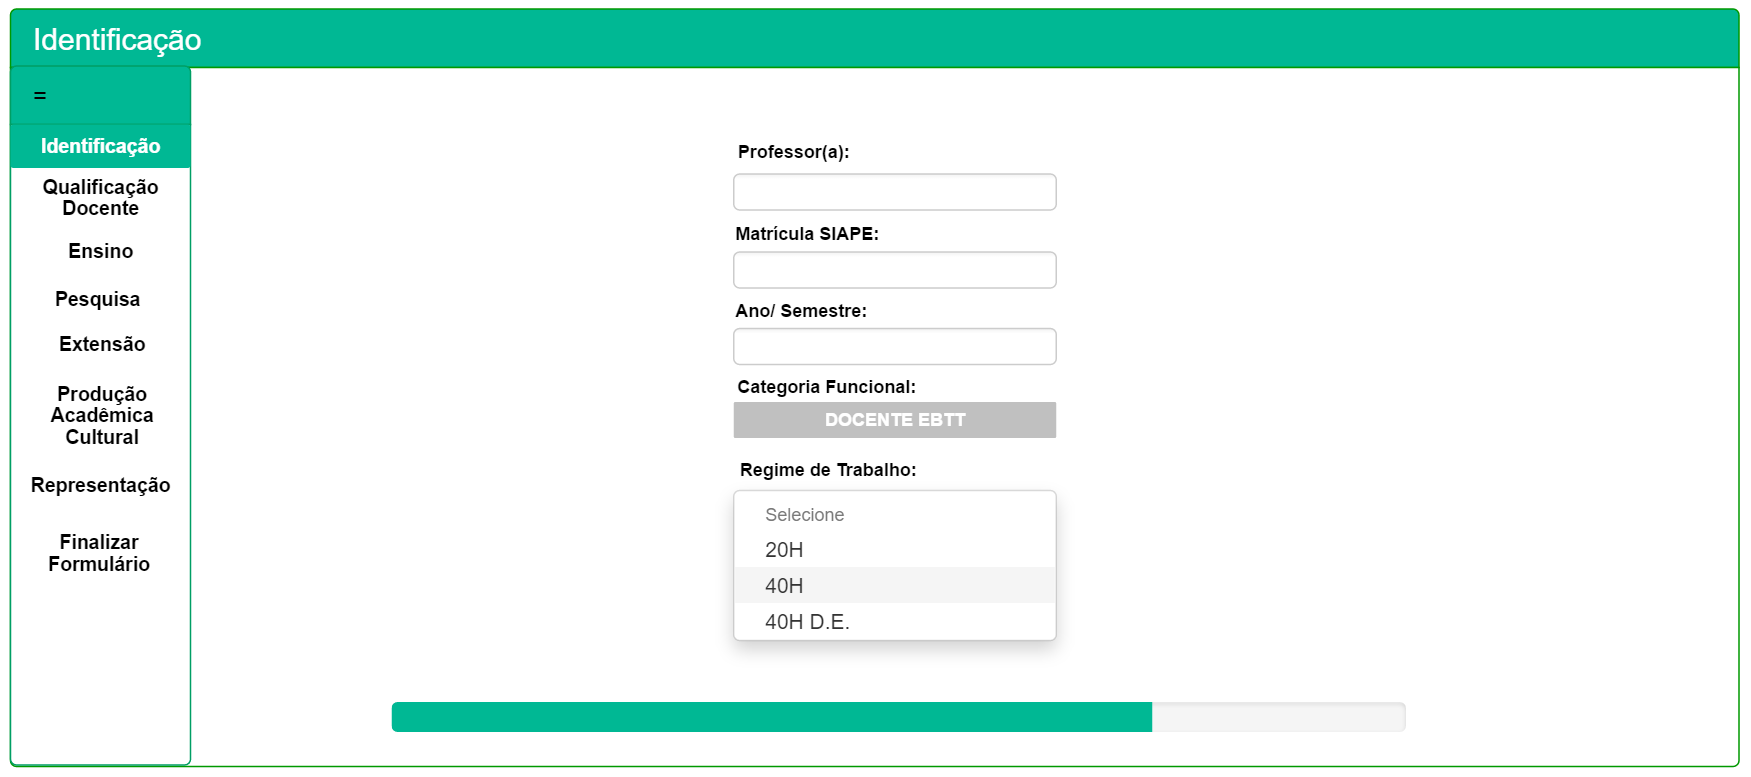 Identificação
=
Identificação
Qualificação
Docente
Ensino
Pesquisa
Extensão
Produção
Acadêmica
Cultural
Representação
Finalizar
Formulário
Professor(a):
Matrícula SIAPE:
Ano/ Semestre:
Categoria Funcional:
DOCENTE EBTT
Regime de Trabalho:
Selecione
20H
40H
40H D.E.